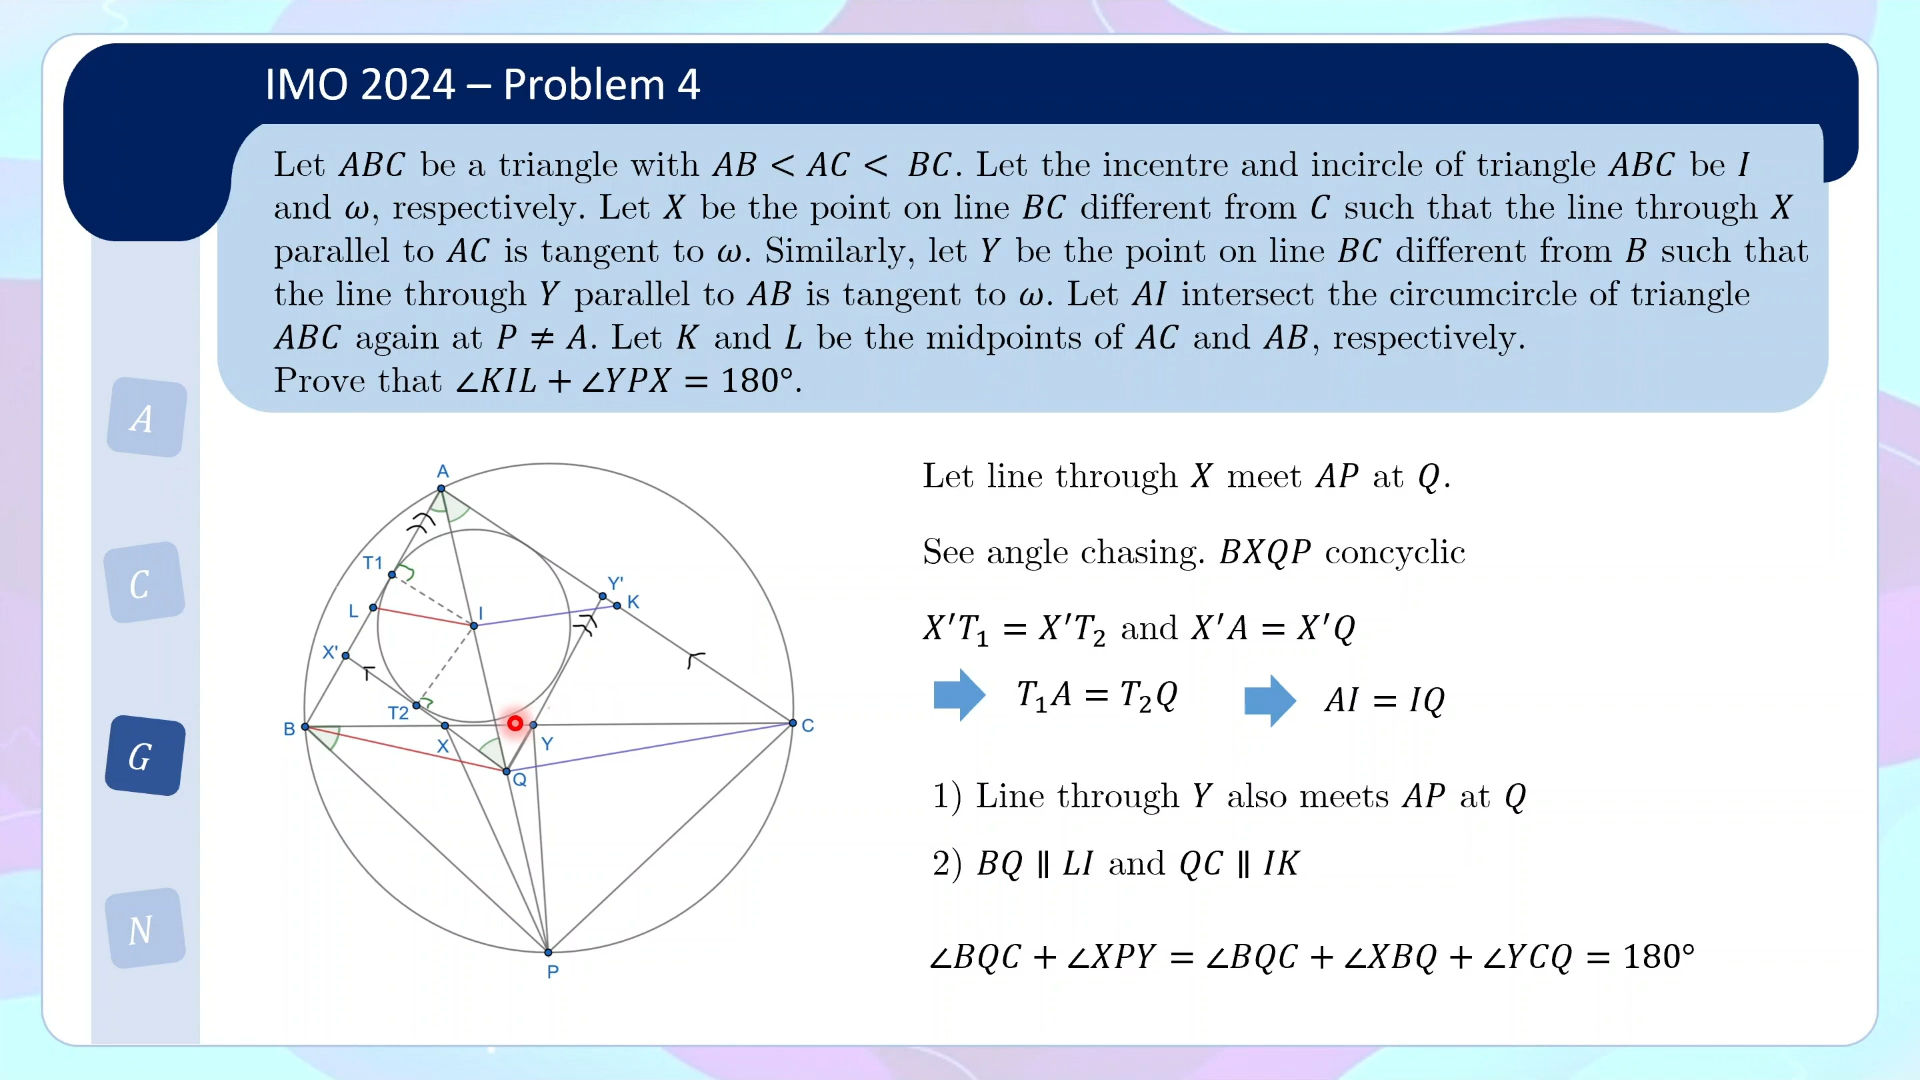 IMO 2024 – Problem 4
Let ABC be a triangle with AB < AC < BC. Let the incentre and incircle of triangle ABC be I
and ω, respectively. Let X be the point on line BC different from C such that the line through X
parallel to AC is tangent to ω. Similarly, let Y be the point on line BC different from B such that
the line through Y parallel to AB is tangent to ω. Let AI intersect the circumcircle of triangle
ABC again at P ≠ A. Let K and L be the midpoints of AC and AB, respectively.
Prove that ∠KIL + ∠YPX = 180°.
A
C
G
N
A
T1
Y'
L
I
K
X'
T2
B
X
Y
C
Q
P
Let line through X meet AP at Q.
See angle chasing. BXQP concyclic
X′T₁ = X′T₂ and X′A = X′Q
T₁A = T₂Q
AI = IQ
1) Line through Y also meets AP at Q
2) BQ ∥ LI and QC ∥ IK
∠BQC + ∠XPY = ∠BQC + ∠XBQ + ∠YCQ = 180°